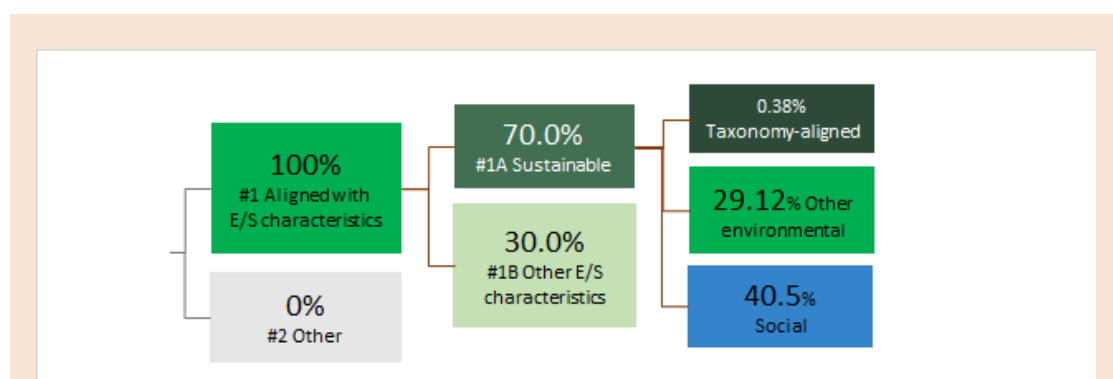 100%
#1 Aligned with
E/S characteristics
0%
#2 Other
70.0%
#1A Sustainable
30.0%
#1B Other E/S
characteristics
0.38%
Taxonomy-aligned
29.12% Other
environmental
40.5%
Social